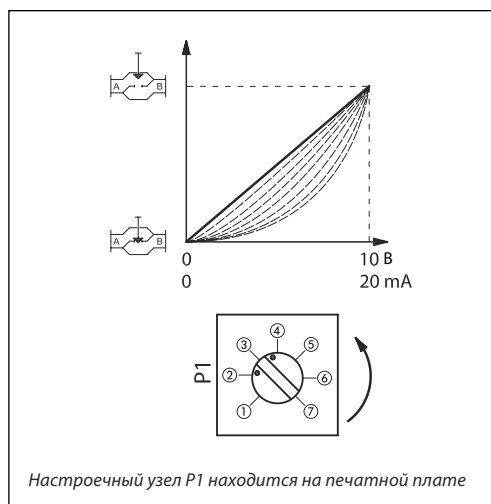 A B
A B
0 10 В
0 20 mA
P1
④
③ ⑤
② ⑥
① ⑦
Настроечный узел P1 находится на печатной плате